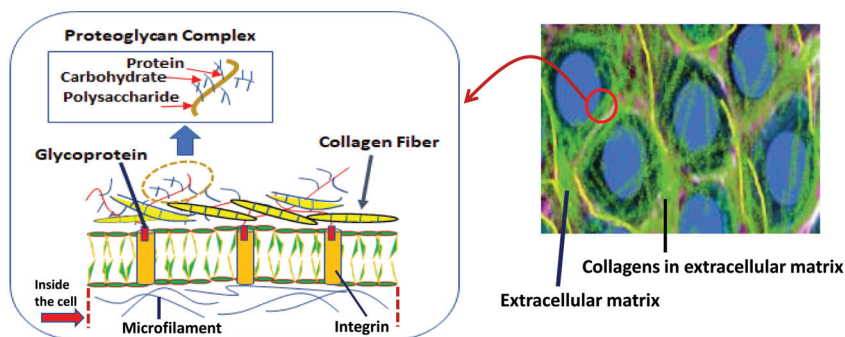 Proteoglycan Complex
Protein
Carbohydrate
Polysaccharide
Glycoprotein
Collagen Fiber
Inside
the cell
Microfilament
Integrin
Collagens in extracellular matrix
Extracellular matrix